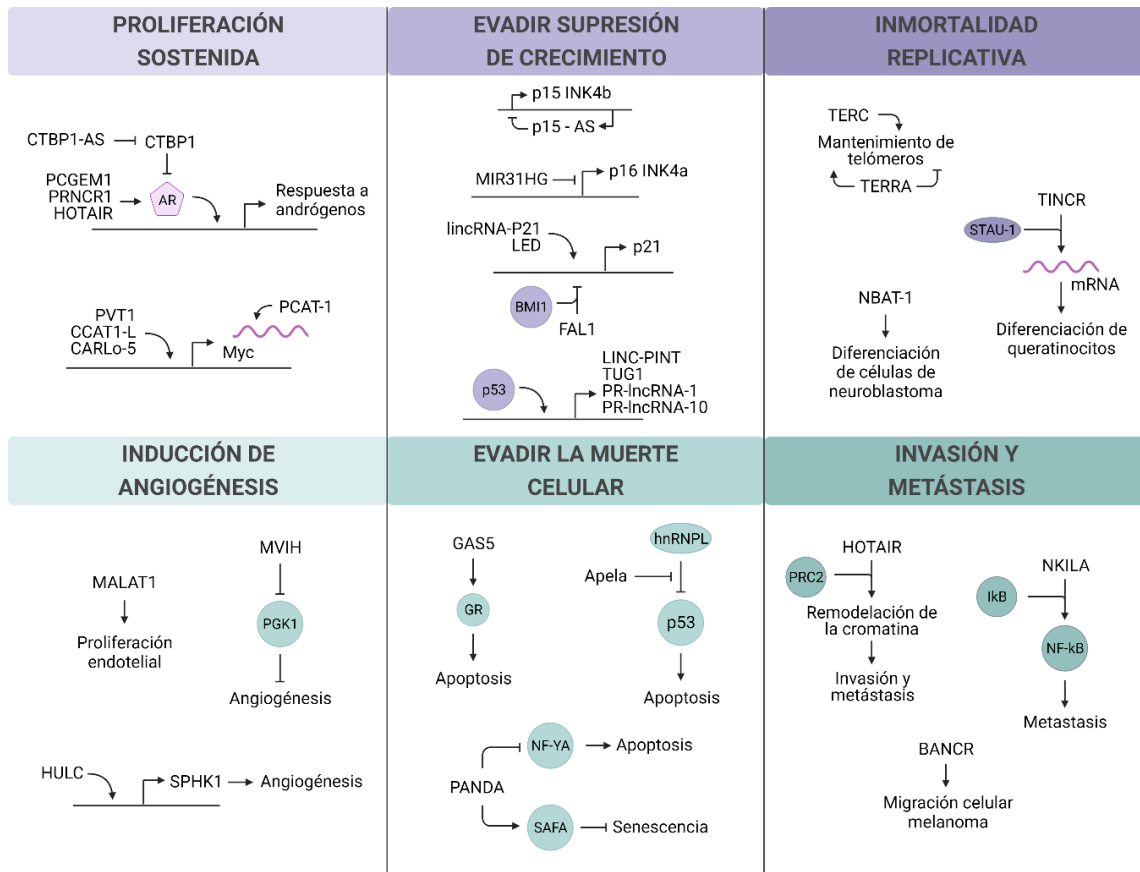 PROLIFERACIÓN
SOSTENIDA
CTBP1-AS
CTBP1
PCGEM1
PRNCR1
HOTAIR
AR
Respuesta a
andrógenos
PVT1
CCAT1-L
CARLo-5
PCAT-1
Myc
EVADIR SUPRESIÓN
DE CRECIMIENTO
p15 INK4b
p15 - AS
MIR31HG
p16 INK4a
lincRNA-P21
LED
p21
BMI1
FAL1
p53
LINC-PINT
TUG1
PR-lncRNA-1
PR-lncRNA-10
INMORTALIDAD
REPLICATIVA
TERC
Mantenimiento de
telómeros
TERRA
TINCR
STAU-1
mRNA
Diferenciación de
queratinocitos
NBAT-1
Diferenciación
de células de
neuroblastoma
INDUCCIÓN DE
ANGIOGÉNESIS
MVIH
MALAT1
PGK1
Proliferación
endotelial
Angiogénesis
HULC
SPHK1
Angiogénesis
EVADIR LA MUERTE
CELULAR
GAS5
GR
Apoptosis
hnRNPL
Apela
p53
Apoptosis
PANDA
NF-YA
Apoptosis
SAFA
Senescencia
INVASIÓN Y
METÁSTASIS
HOTAIR
PRC2
Remodelación de
la cromatina
Invasión y
metástasis
NKILA
IkB
NF-kB
Metastasis
BANCR
Migración celular
melanoma